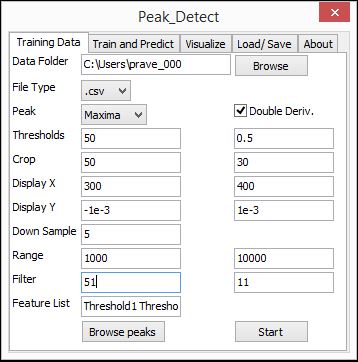 Peak_Detect
Training Data Train and Predict Visualize Load/ Save About
Data Folder C:\Users\prave_000 Browse
File Type .csv
Peak Maxima Double Deriv.
Thresholds 50 0.5
Crop 50 30
Display X 300 400
Display Y -1e-3 1e-3
Down Sample 5
Range 1000 10000
Filter 51 11
Feature List Threshold1 Thresho
Browse peaks Start